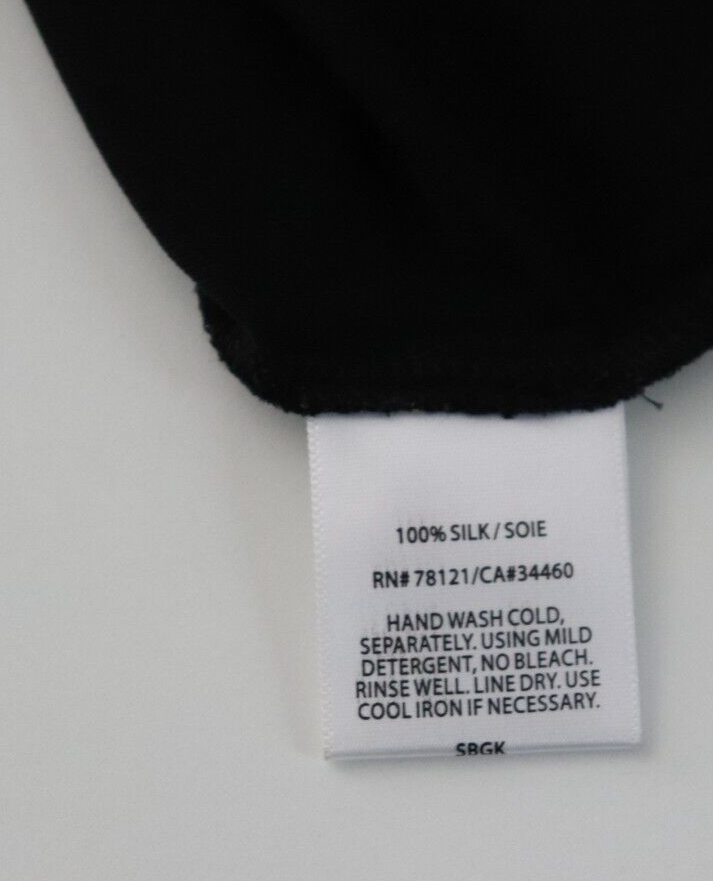 100% SILK / SOIE
RN# 78121/CA#34460
HAND WASH COLD,
SEPARATELY. USING MILD
DETERGENT, NO BLEACH.
RINSE WELL. LINE DRY. USE
COOL IRON IF NECESSARY.
SBGK